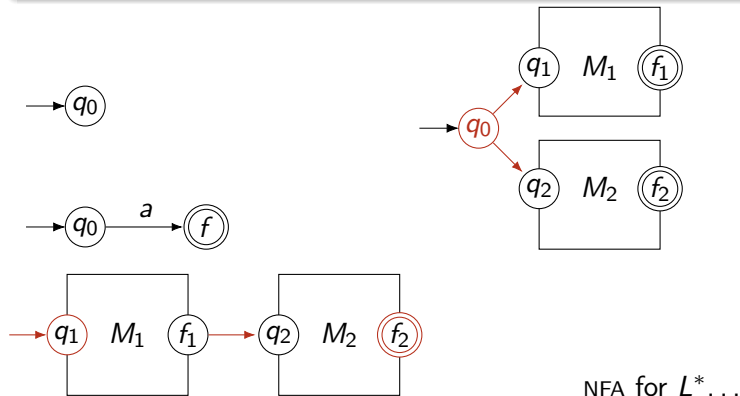 q0
a
q0 f
q1 M1 f1 q2 M2 f2
q1 M1 f1
q0
q2 M2 f2
NFA for L*...